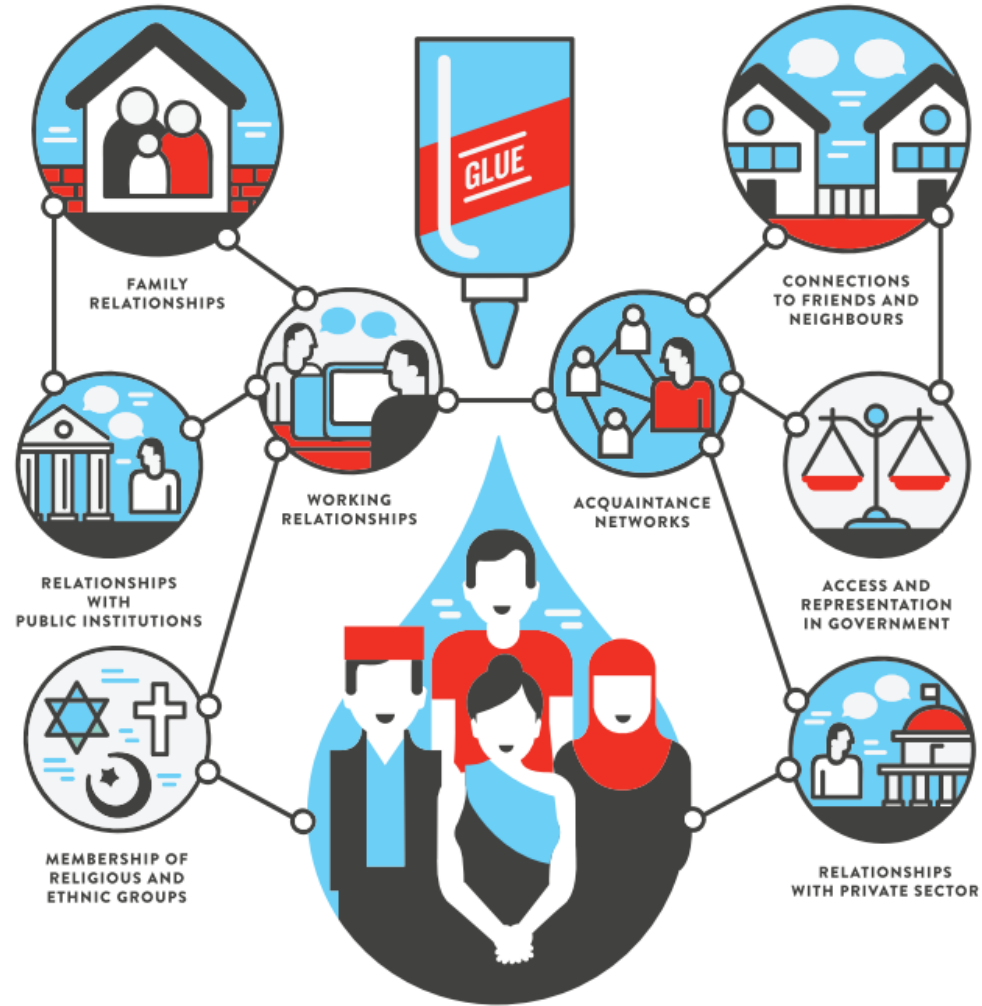 GLUE
FAMILY
RELATIONSHIPS
CONNECTIONS
TO FRIENDS AND
NEIGHBOURS
WORKING
RELATIONSHIPS
ACQUAINTANCE
NETWORKS
RELATIONSHIPS
WITH
PUBLIC INSTITUTIONS
ACCESS AND
REPRESENTATION
IN GOVERNMENT
MEMBERSHIP OF
RELIGIOUS AND
ETHNIC GROUPS
RELATIONSHIPS
WITH PRIVATE SECTOR